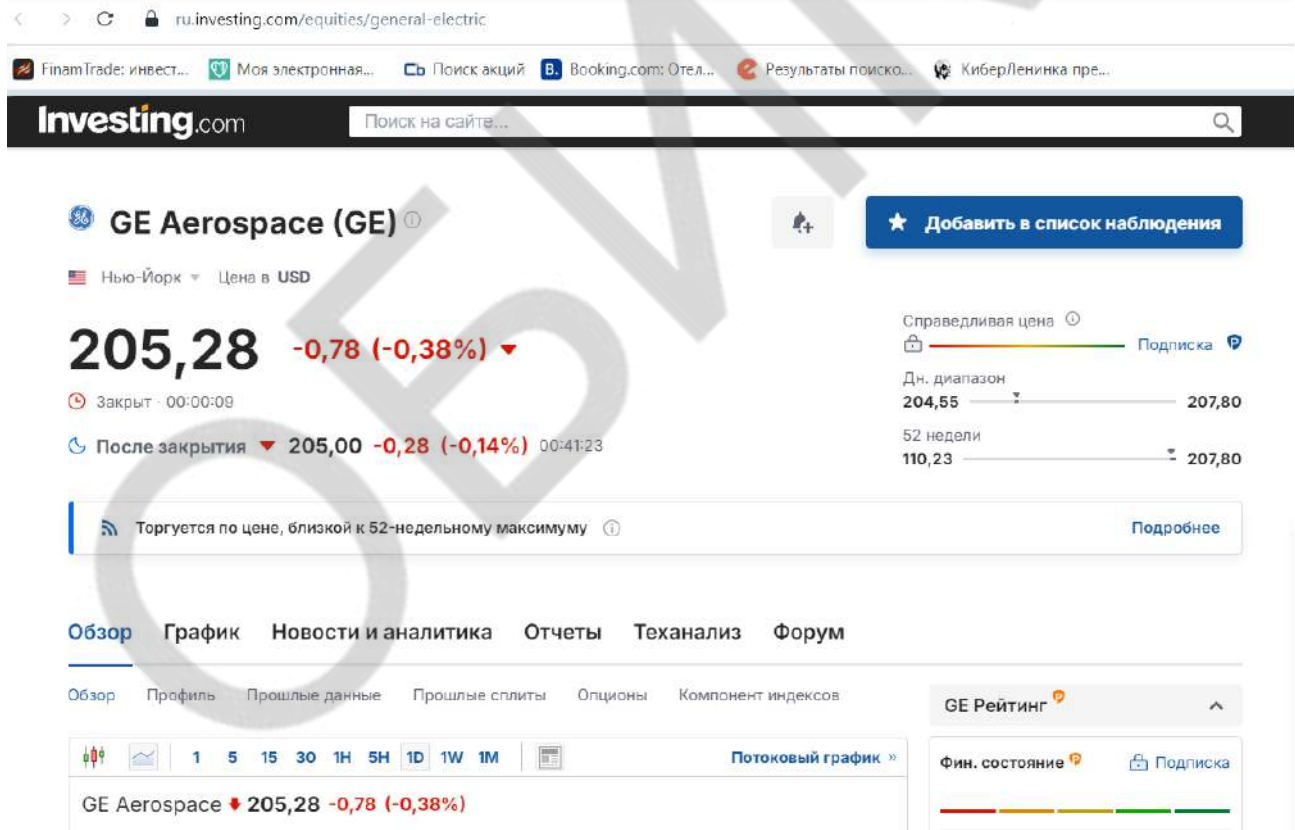 ru.investing.com/equities/general-electric
FinamTrade: инвест... Моя электронная... Сь Поиск акций B. Booking.com: Отел... Результаты поиско... КиберЛенинка пре...
Investing.com Поиск на сайте...
GE Aerospace (GE)
Добавить в список наблюдения
Нью-Йорк Цена в USD
205,28 -0,78 (-0,38%)
Закрыт · 00:00:09
После закрытия 205,00 -0,28 (-0,14%) 00:41:23
Справедливая цена
Подписка
Дн. диапазон
204,55 207,80
52 недели
110,23 207,80
Торгуется по цене, близкой к 52-недельному максимуму Подробнее
Обзор График Новости и аналитика Отчеты Теханализ Форум
Обзор Профиль Прошлые данные Прошлые сплиты Опционы Компонент индексов
GE Рейтинг
1 5 15 30 1H 5H 1D 1W 1M Потоковый график »
Фин. состояние Подписка
GE Aerospace 205,28 -0,78 (-0,38%)